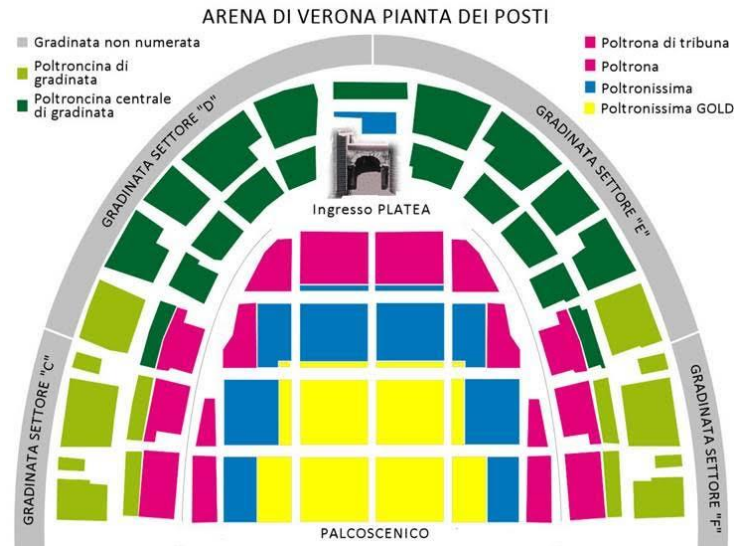 ARENA DI VERONA PIANTA DEI POSTI
Gradinata non numerata
Poltroncina di
gradinata
Poltroncina centrale
di gradinata
Poltrona di tribuna
Poltrona
Poltronissima
Poltronissima GOLD
GRADINATA SETTORE "D"
GRADINATA SETTORE "E"
Ingresso PLATEA
GRADINATA SETTORE "C"
GRADINATA SETTORE "F"
PALCOSCENICO